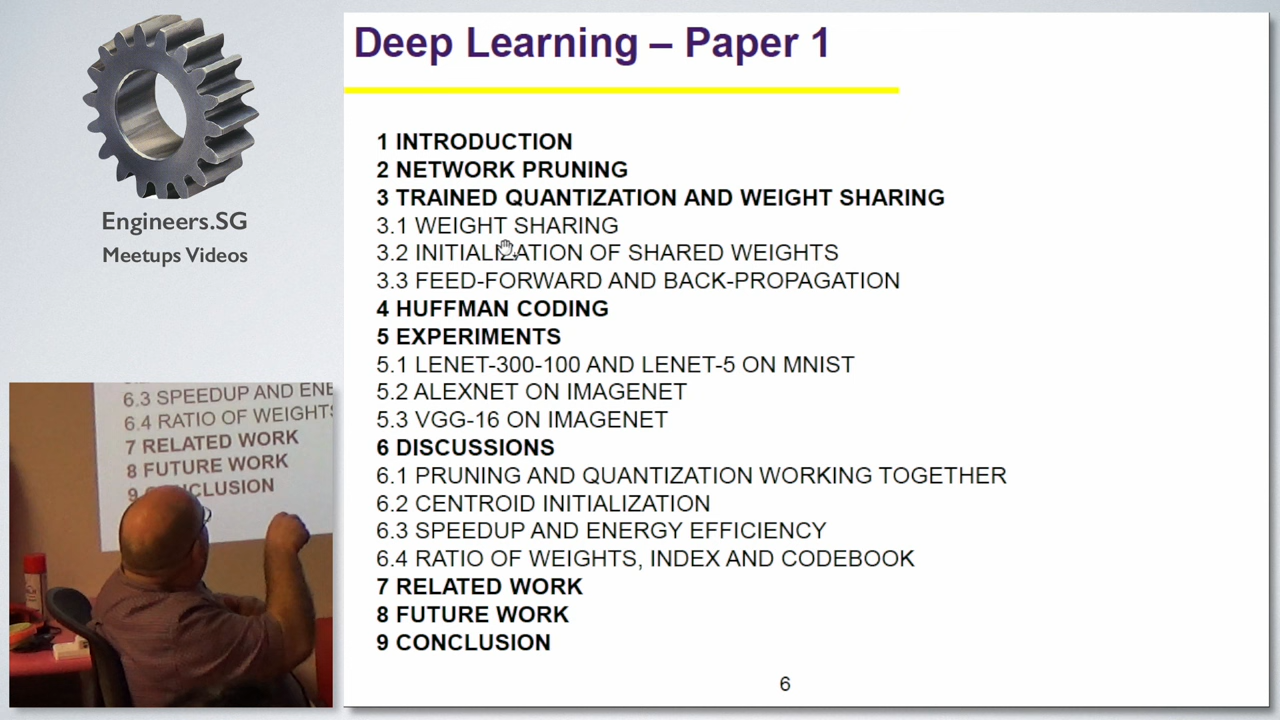 Engineers.SG
Meetups Videos
Deep Learning – Paper 1
1 INTRODUCTION
2 NETWORK PRUNING
3 TRAINED QUANTIZATION AND WEIGHT SHARING
3.1 WEIGHT SHARING
3.2 INITIALIZATION OF SHARED WEIGHTS
3.3 FEED-FORWARD AND BACK-PROPAGATION
4 HUFFMAN CODING
5 EXPERIMENTS
5.1 LENET-300-100 AND LENET-5 ON MNIST
5.2 ALEXNET ON IMAGENET
5.3 VGG-16 ON IMAGENET
6 DISCUSSIONS
6.1 PRUNING AND QUANTIZATION WORKING TOGETHER
6.2 CENTROID INITIALIZATION
6.3 SPEEDUP AND ENERGY EFFICIENCY
6.4 RATIO OF WEIGHTS, INDEX AND CODEBOOK
7 RELATED WORK
8 FUTURE WORK
9 CONCLUSION
6
6.3 SPEEDUP AND ENE
6.4 RATIO OF WEIGHTS
7 RELATED WORK
8 FUTURE WORK
9 CONCLUSION